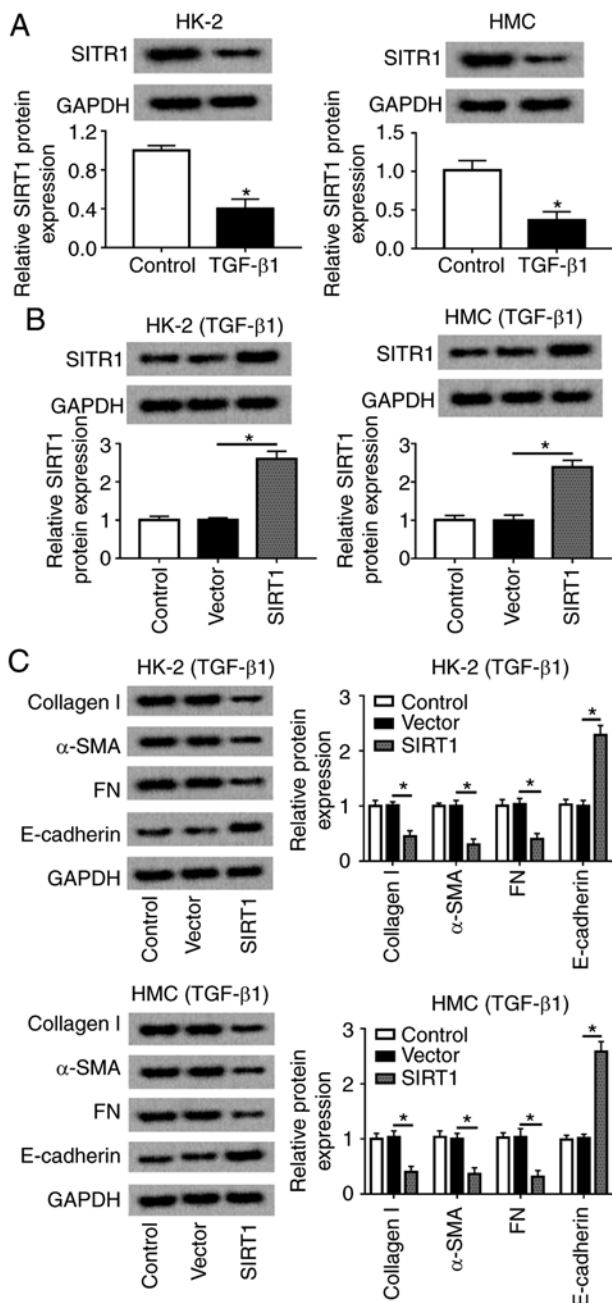 A
HK-2
SITR1
GAPDH
Relative SIRT1 protein
expression
1.2
0.8
0.4
0.0
*
Control TGF-β1
HMC
SITR1
GAPDH
Relative SIRT1 protein
expression
1.5
1.0
0.5
0.0
*
Control TGF-β1
B
HK-2 (TGF-β1)
SITR1
GAPDH
Relative SIRT1
protein expression
3
2
1
0
*
Control
Vector
SIRT1
HMC (TGF-β1)
SITR1
GAPDH
Relative SIRT1
protein expression
3
2
1
0
*
Control
Vector
SIRT1
C
HK-2 (TGF-β1)
Collagen I
α-SMA
FN
E-cadherin
GAPDH
Control
Vector
SIRT1
HK-2 (TGF-β1)
Relative protein
expression
3
2
1
0
Control
Vector
SIRT1
*
*
*
*
Collagen I
α-SMA
FN
E-cadherin
HMC (TGF-β1)
Collagen I
α-SMA
FN
E-cadherin
GAPDH
Control
Vector
SIRT1
HMC (TGF-β1)
Relative protein
expression
3
2
1
0
Control
Vector
SIRT1
*
*
*
*
Collagen I
α-SMA
FN
E-cadherin